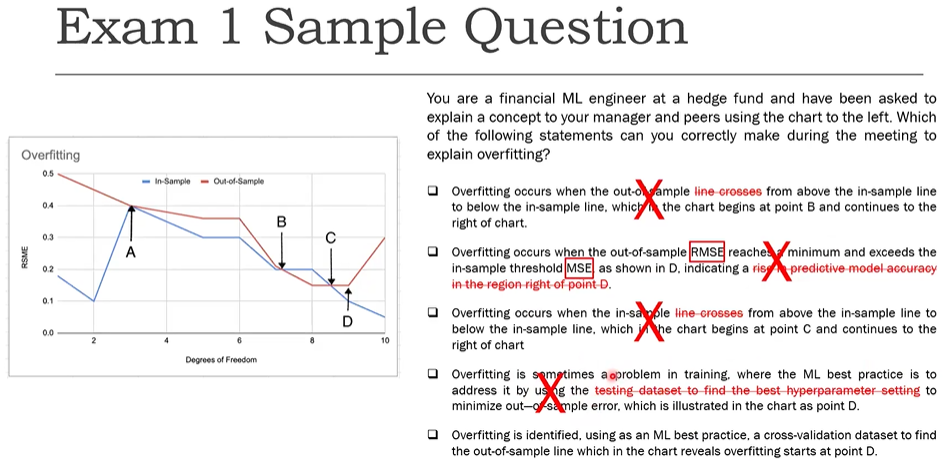 Exam 1 Sample Question
You are a financial ML engineer at a hedge fund and have been asked to
explain a concept to your manager and peers using the chart to the left. Which
of the following statements can you correctly make during the meeting to
explain overfitting?
Overfitting
In-Sample Out-of-Sample
0.5
0.4
0.3
0.2
0.1
0.0
RSME
2 4 6 8 10
Degrees of Freedom
A
B
C
D
Overfitting occurs when the out-of-sample line crosses from above the in-sample line
to below the in-sample line, which in the chart begins at point B and continues to the
right of chart.
Overfitting occurs when the out-of-sample RMSE reaches a minimum and exceeds the
in-sample threshold MSE as shown in D, indicating a rise in predictive model accuracy
in the region right of point D.
Overfitting occurs when the in-sample line crosses from above the in-sample line to
below the in-sample line, which in the chart begins at point C and continues to the
right of chart
Overfitting is sometimes a problem in training, where the ML best practice is to
address it by using the testing dataset to find the best hyperparameter setting to
minimize out—of-sample error, which is illustrated in the chart as point D.
Overfitting is identified, using as an ML best practice, a cross-validation dataset to find
the out-of-sample line which in the chart reveals overfitting starts at point D.